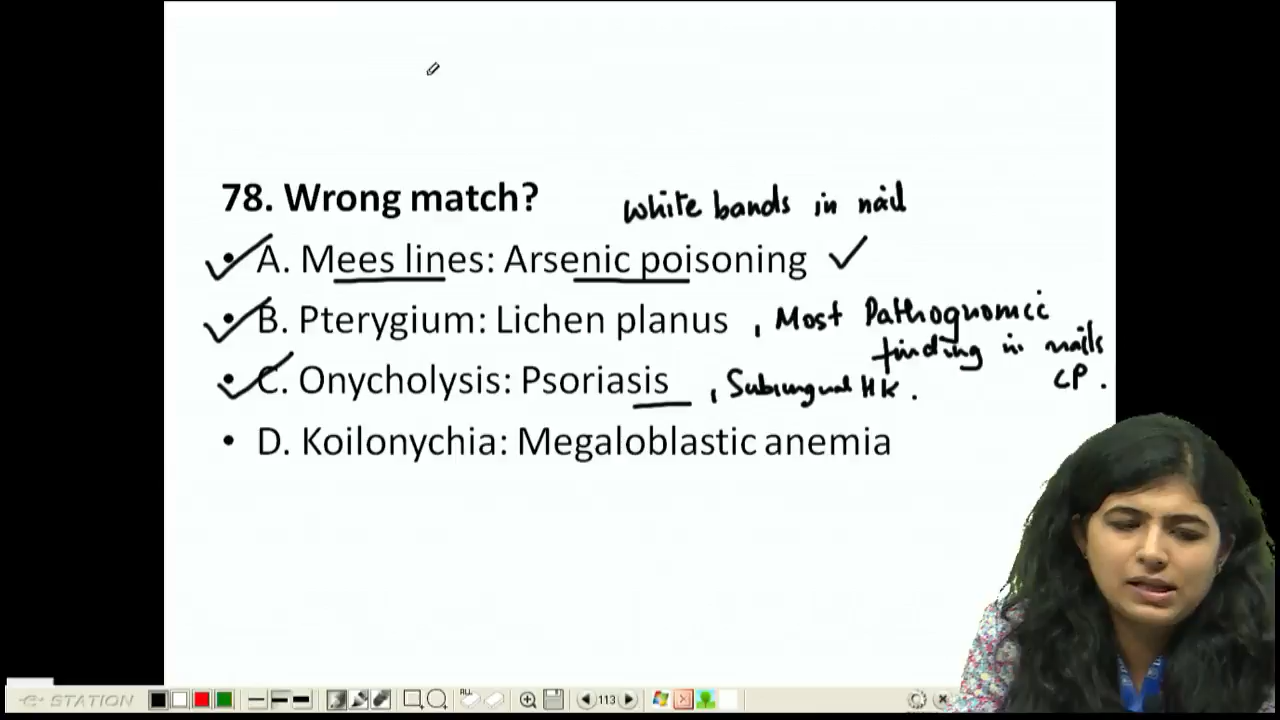 78. Wrong match?
White bands in nail
• A. Mees lines: Arsenic poisoning ✓
• B. Pterygium: Lichen planus , Most Pathognomic
finding in nails
LP .
• C. Onycholysis: Psoriasis , Subungual HK .
• D. Koilonychia: Megaloblastic anemia
STATION
ALL
113